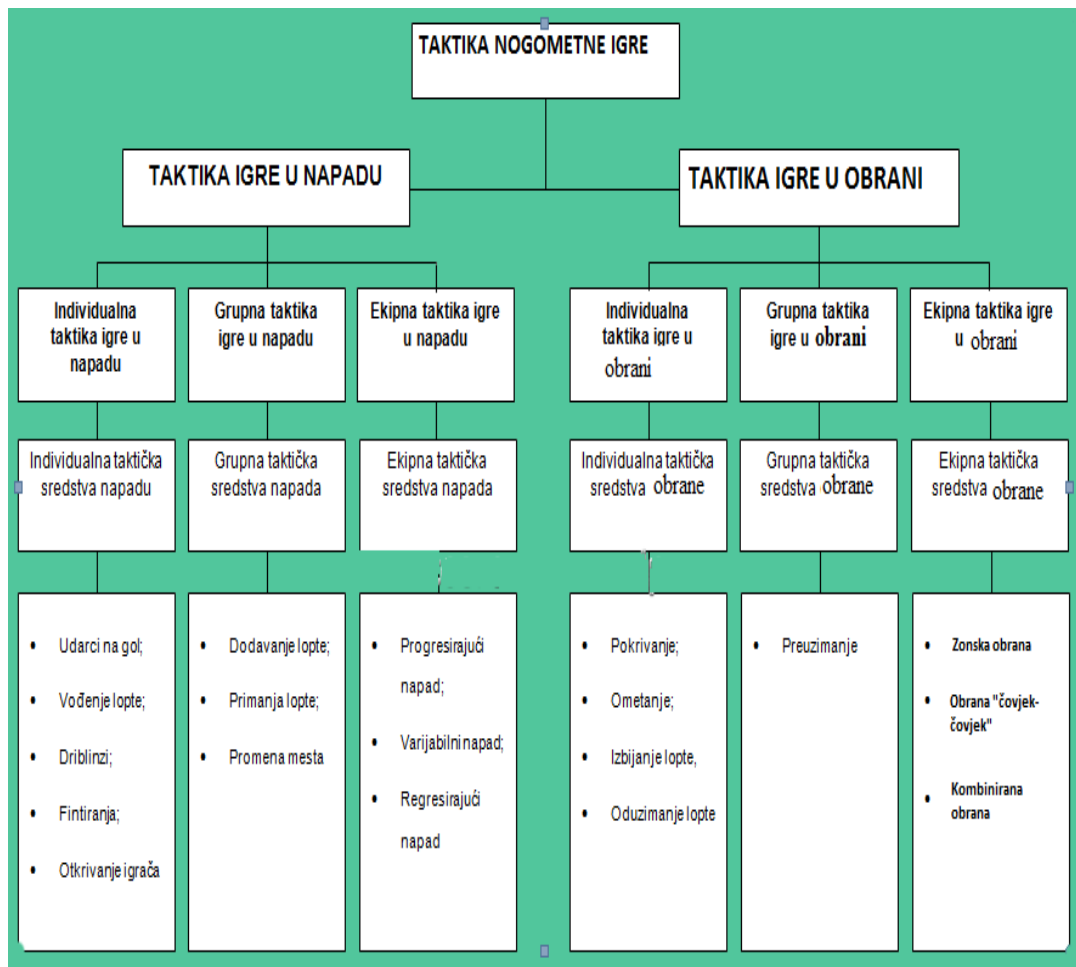 TAKTIKA NOGOMETNE IGRE
TAKTIKA IGRE U NAPADU
TAKTIKA IGRE U OBRANI
Individualna
taktika igre u
napadu
Grupna taktika
igre u napadu
Ekipna taktika igre
u napadu
Individualna
taktika igre u
obrani
Grupna taktika
igre u obrani
Ekipna taktika igre
u obrani
Individualna taktička
sredstva napadu
Grupna taktička
sredstva napada
Ekipna taktička
sredstva napada
Individualna taktička
sredstva obrane
Grupna taktička
sredstva obrane
Ekipna taktička
sredstva obrane
• Udarci na gol;
• Vođenje lopte;
• Driblinzi;
• Fintiranja;
• Otkrivanje igrača
• Dodavanje lopte;
• Primanja lopte;
• Promena mesta
• Progresirajući
napad;
• Varijabilni napad;
• Regresirajući
napad
• Pokrivanje;
• Ometanje;
• Izbijanje lopte,
• Oduzimanje lopte
• Preuzimanje
• Zonska obrana
• Obrana "čovjek-
čovjek"
• Kombinirana
obrana